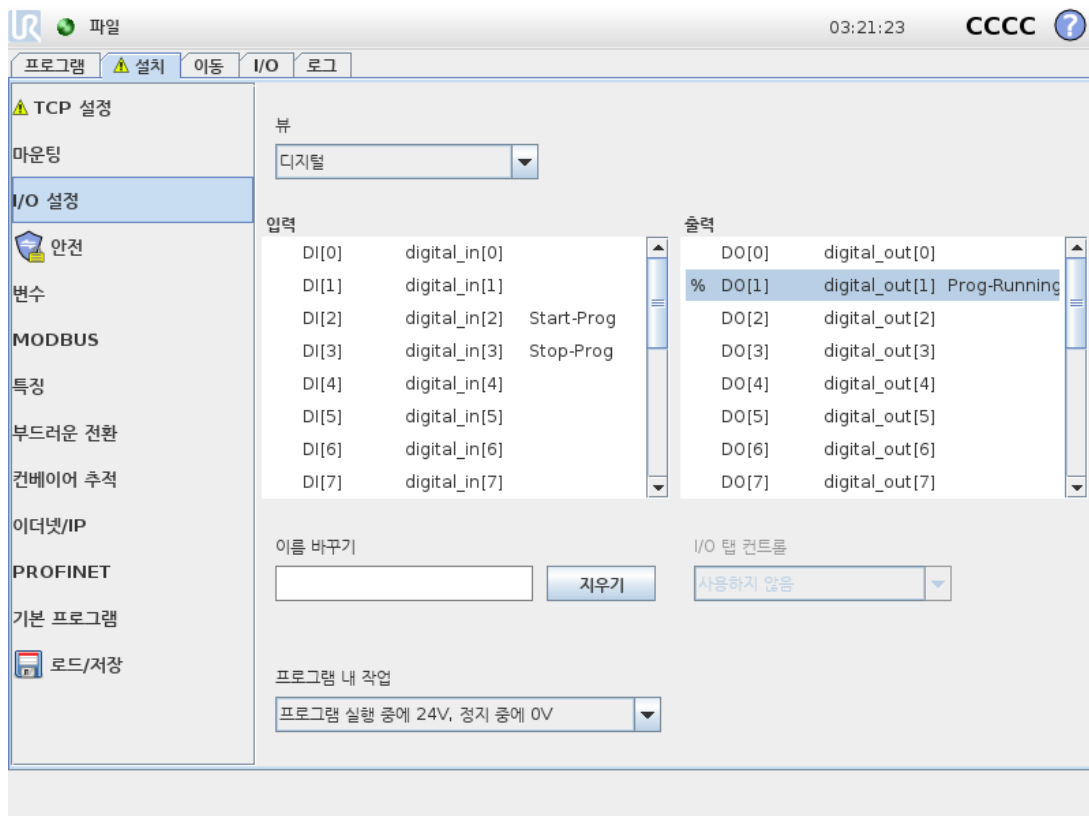 UR 파일 03:21:23 CCCC ?
프로그램 설치 이동 I/O 로그
TCP 설정
마운팅
I/O 설정
안전
변수
MODBUS
특징
부드러운 전환
컨베이어 추적
이더넷/IP
PROFINET
기본 프로그램
로드/저장
뷰
디지털
입력
DI[0] digital_in[0]
DI[1] digital_in[1]
DI[2] digital_in[2] Start-Prog
DI[3] digital_in[3] Stop-Prog
DI[4] digital_in[4]
DI[5] digital_in[5]
DI[6] digital_in[6]
DI[7] digital_in[7]
출력
DO[0] digital_out[0]
% DO[1] digital_out[1] Prog-Running
DO[2] digital_out[2]
DO[3] digital_out[3]
DO[4] digital_out[4]
DO[5] digital_out[5]
DO[6] digital_out[6]
DO[7] digital_out[7]
이름 바꾸기
지우기
I/O 탭 컨트롤
사용하지 않음
프로그램 내 작업
프로그램 실행 중에 24V, 정지 중에 0V